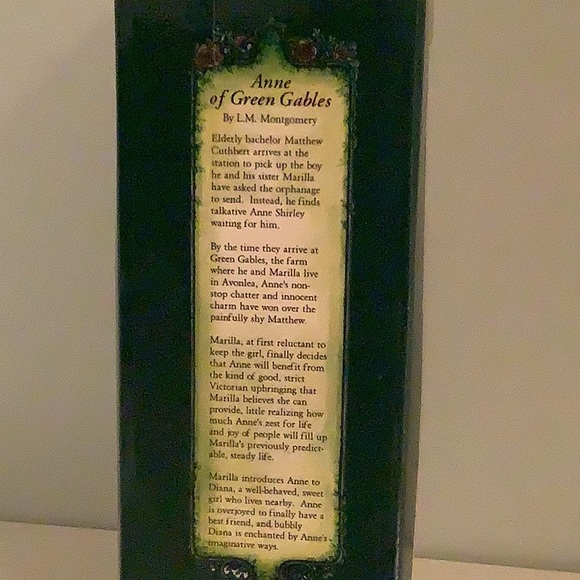 Anne
of Green Gables
By L.M. Montgomery
Elderly bachelor Matthew
Cuthbert arrives at the
station to pick up the boy
he and his sister Marilla
have asked the orphanage
to send. Instead, he finds
talkative Anne Shirley
waiting for him.
By the time they arrive at
Green Gables, the farm
where he and Marilla live
in Avonlea, Anne's non-
stop chatter and innocent
charm have won over the
painfully shy Matthew.
Marilla, at first reluctant to
keep the girl, finally decides
that Anne will benefit from
the kind of good, strict
Victorian upbringing that
Marilla believes she can
provide, little realizing how
much Anne's zest for life
and joy of people will fill up
Marilla's previously predict-
able, steady life.
Marilla introduces Anne to
Diana, a well-behaved, sweet
girl who lives nearby. Anne
is overjoyed to finally have a
best friend, and, bubbly
Diana is enchanted by Anne's
imaginative ways.